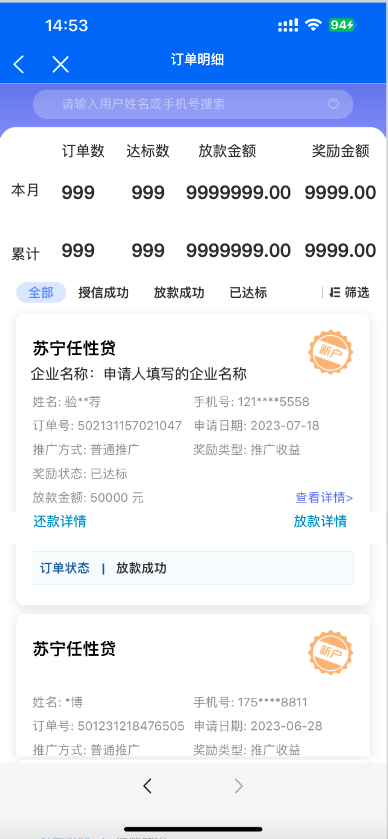 14:53
94
订单明细
请输入用户姓名或手机号搜索
订单数 达标数 放款金额 奖励金额
本月 999 999 9999999.00 9999.00
累计 999 999 9999999.00 9999.00
全部 授信成功 放款成功 已达标 筛选
苏宁任性贷
新户
企业名称：申请人填写的企业名称
姓名: 验**荐 手机号: 121****5558
订单号: 502131157021047 申请日期: 2023-07-18
推广方式: 普通推广 奖励类型: 推广收益
奖励状态: 已达标
放款金额: 50000 元 查看详情>
还款详情 放款详情
订单状态 | 放款成功
苏宁任性贷
新户
姓名: *博 手机号: 175****8811
订单号: 501231218476505 申请日期: 2023-06-28
推广方式: 普通推广 奖励类型: 推广收益